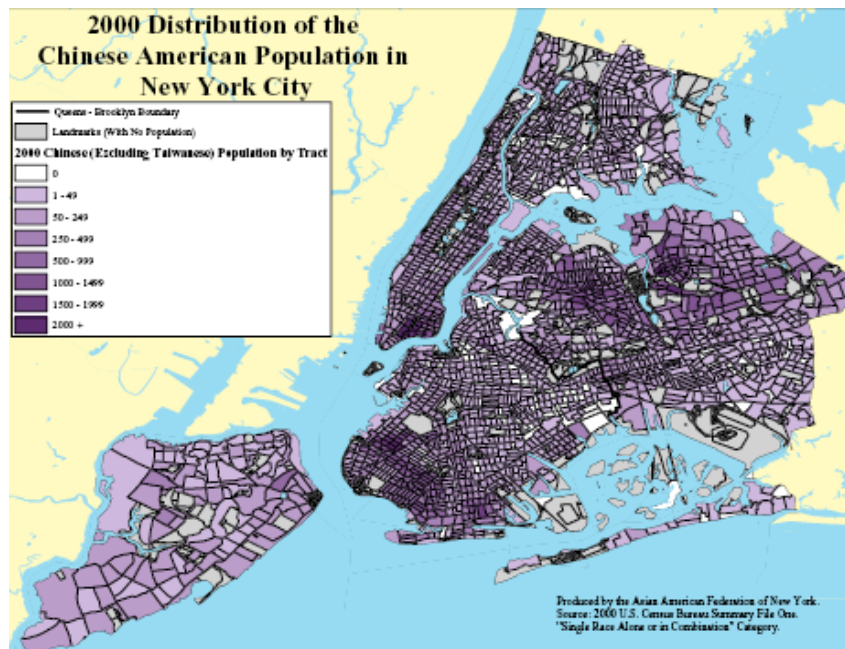 2000 Distribution of the
Chinese American Population in
New York City
Queens - Brooklyn Boundary
Landmarks (With No Population)
2000 Chinese (Excluding Taiwanese) Population by Tract
0
1 - 49
50 - 249
250 - 499
500 - 999
1000 - 1499
1500 - 1999
2000 +
Produced by the Asian American Federation of New York.
Source: 2000 U.S. Census Bureau Summary File One.
"Single Race Alone or in Combination" Category.